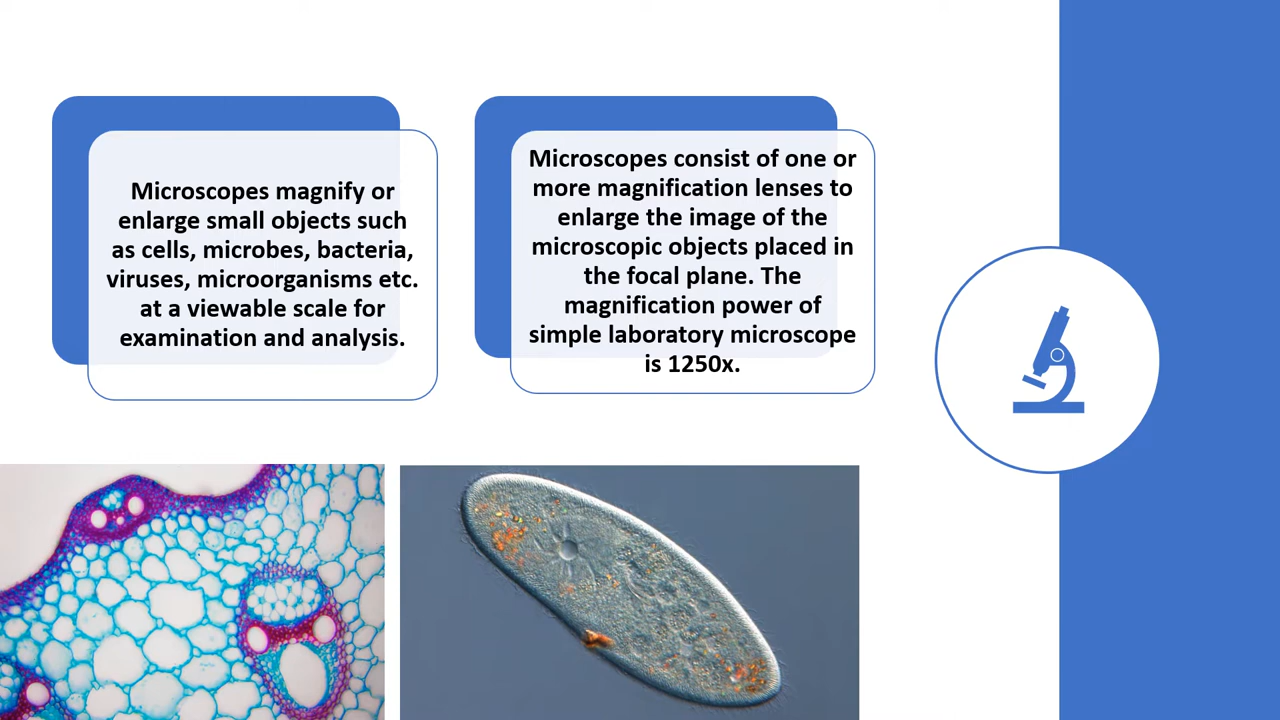 Microscopes magnify or
enlarge small objects such
as cells, microbes, bacteria,
viruses, microorganisms etc.
at a viewable scale for
examination and analysis.
Microscopes consist of one or
more magnification lenses to
enlarge the image of the
microscopic objects placed in
the focal plane. The
magnification power of
simple laboratory microscope
is 1250x.